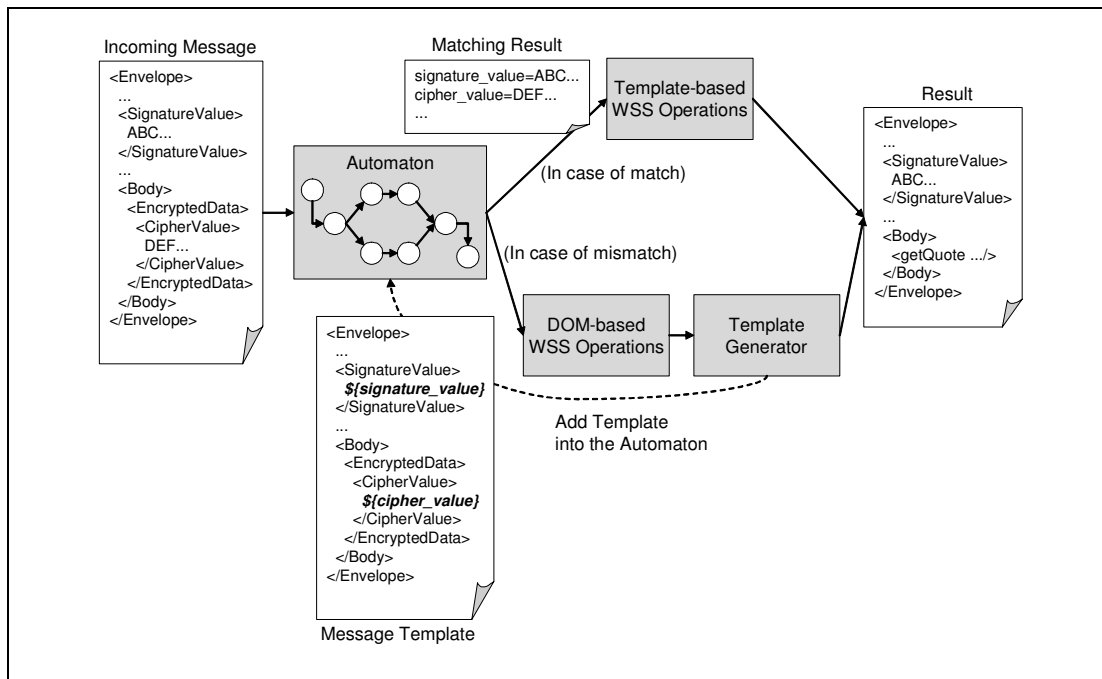 Incoming Message
<Envelope>
...
<SignatureValue>
ABC...
</SignatureValue>
...
<Body>
<EncryptedData>
<CipherValue>
DEF...
</CipherValue>
</EncryptedData>
</Body>
</Envelope>
Automaton
Matching Result
signature_value=ABC...
cipher_value=DEF...
...
Template-based
WSS Operations
(In case of match)
(In case of mismatch)
DOM-based
WSS Operations
Template
Generator
Result
<Envelope>
...
<SignatureValue>
ABC...
</SignatureValue>
...
<Body>
<getQuote .../>
</Body>
</Envelope>
<Envelope>
...
<SignatureValue>
${signature_value}
</SignatureValue>
...
<Body>
<EncryptedData>
<CipherValue>
${cipher_value}
</CipherValue>
</EncryptedData>
</Body>
</Envelope>
Message Template
Add Template
into the Automaton